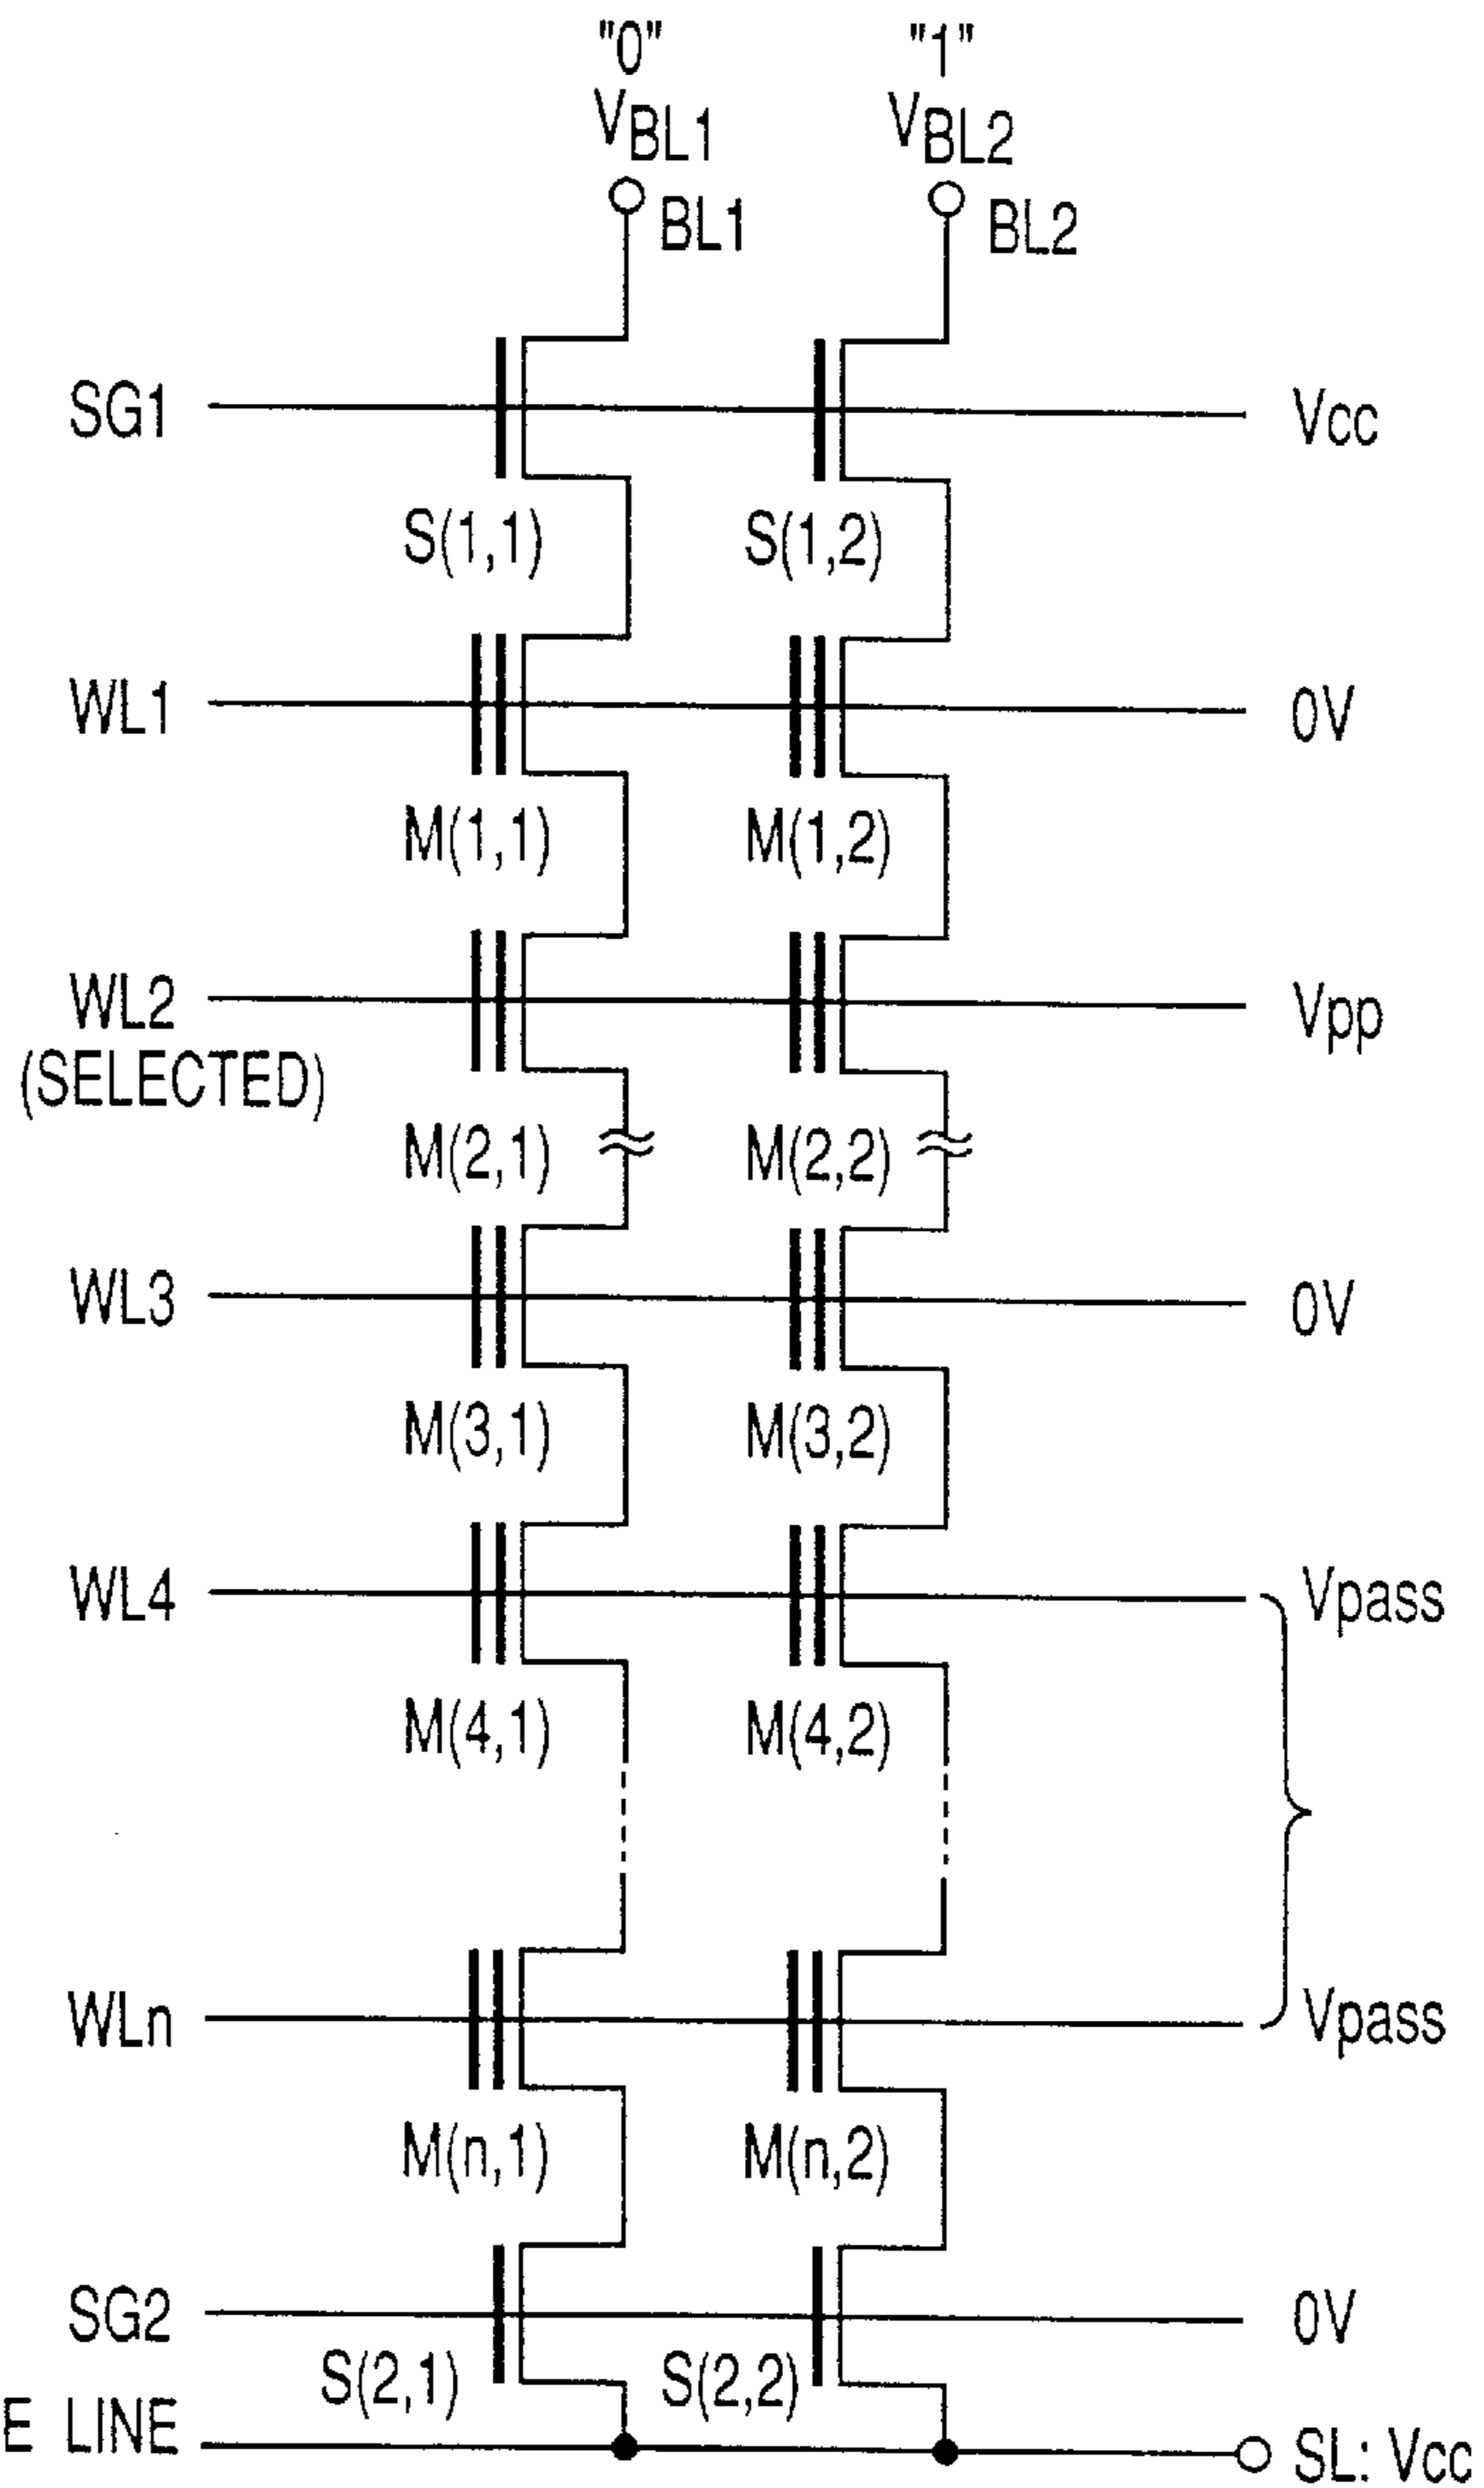 "0" "1"
VBL1 VBL2
BL1 BL2
SG1 Vcc
S(1,1) S(1,2)
WL1 0V
M(1,1) M(1,2)
WL2 Vpp
(SELECTED)
M(2,1) M(2,2)
WL3 0V
M(3,1) M(3,2)
WL4 Vpass
M(4,1) M(4,2)
WLn Vpass
M(n,1) M(n,2)
SG2 0V
S(2,1) S(2,2)
E LINE SL: Vcc